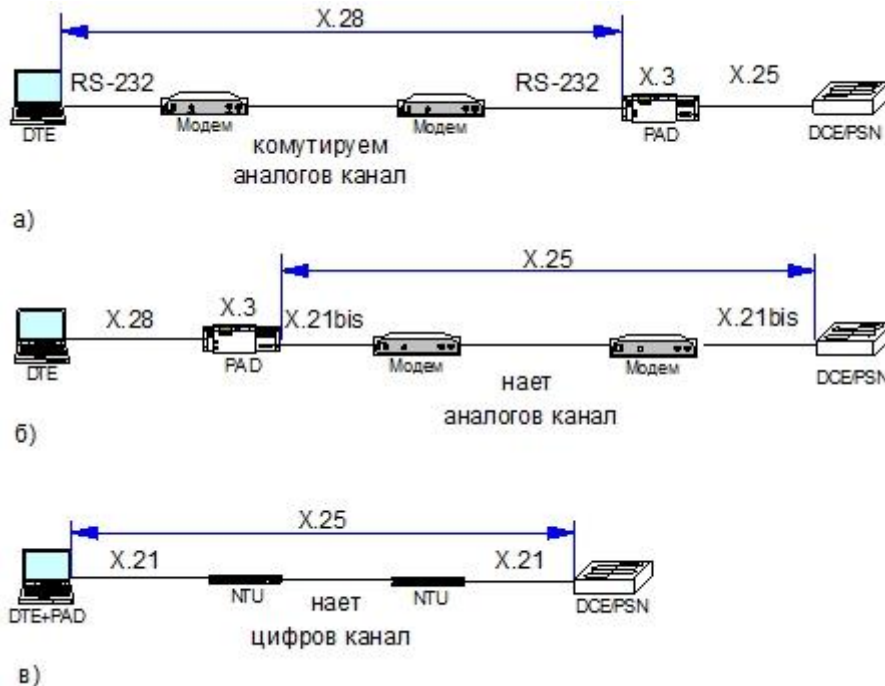 X.28
RS-232
RS-232
X.3
X.25
DTE
Модем
Модем
PAD
DCE/PSN
комутируем
аналогов канал
а)
X.25
X.28
X.3
X.21bis
X.21bis
DTE
PAD
Модем
Модем
DCE/PSN
нает
аналогов канал
б)
X.25
X.21
X.21
DTE+PAD
NTU
нает
NTU
DCE/PSN
цифров канал
в)